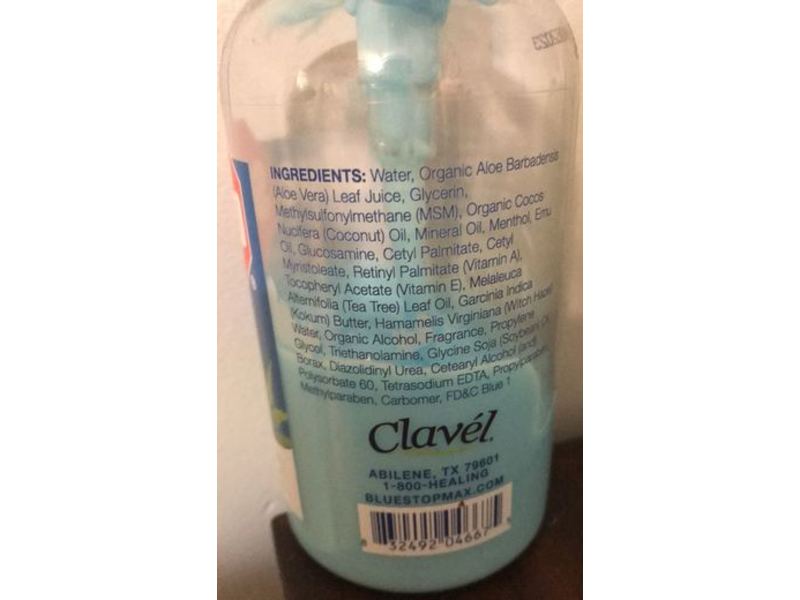 INGREDIENTS: Water, Organic Aloe Barbadensis
(Aloe Vera) Leaf Juice, Glycerin,
Methylsulfonylmethane (MSM), Organic Cocos
Nucifera (Coconut) Oil, Mineral Oil, Menthol, Emu
Oil, Glucosamine, Cetyl Palmitate, Cetyl
Myristoleate, Retinyl Palmitate (Vitamin A),
Tocopheryl Acetate (Vitamin E), Melaleuca
Alternifolia (Tea Tree) Leaf Oil, Garcinia Indica
(Kokum) Butter, Hamamelis Virginiana (Witch Hazel)
Water, Organic Alcohol, Fragrance, Propylene
Glycol, Triethanolamine, Glycine Soja (Soybean) Oil,
Borax, Diazolidinyl Urea, Cetearyl Alcohol (and)
Polysorbate 60, Tetrasodium EDTA, Propylparaben,
Methylparaben, Carbomer, FD&C Blue 1
Clavél.
ABILENE, TX 79601
1-800-HEALING
BLUESTOPMAX.COM
32492 04667